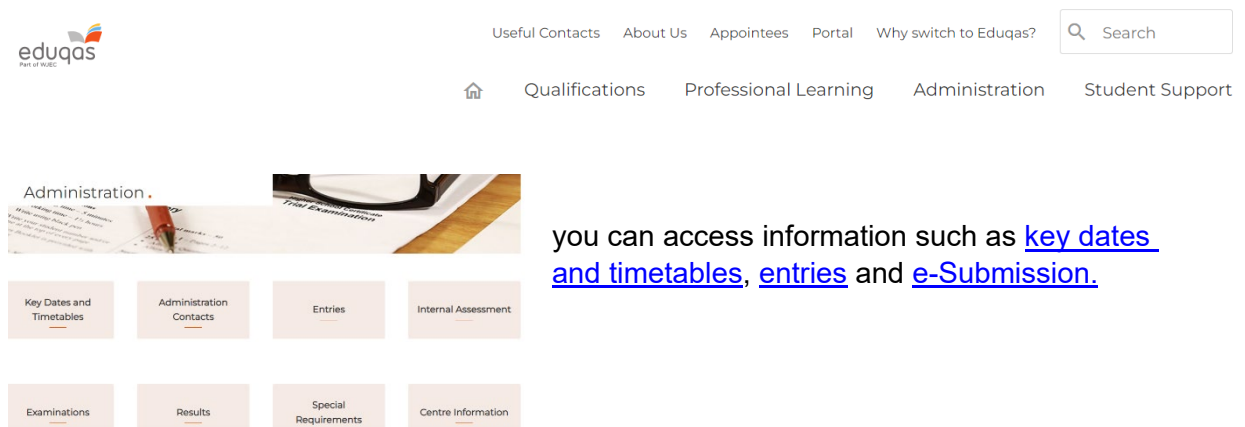 eduqas
Part of WJEC
Useful Contacts About Us Appointees Portal Why switch to Eduqas? Search
Qualifications Professional Learning Administration Student Support
Administration.
Trial Examination
you can access information such as key dates
and timetables, entries and e-Submission.
Key Dates and
Timetables
Administration
Contacts
Entries
Internal Assessment
Examinations
Results
Special
Requirements
Centre Information